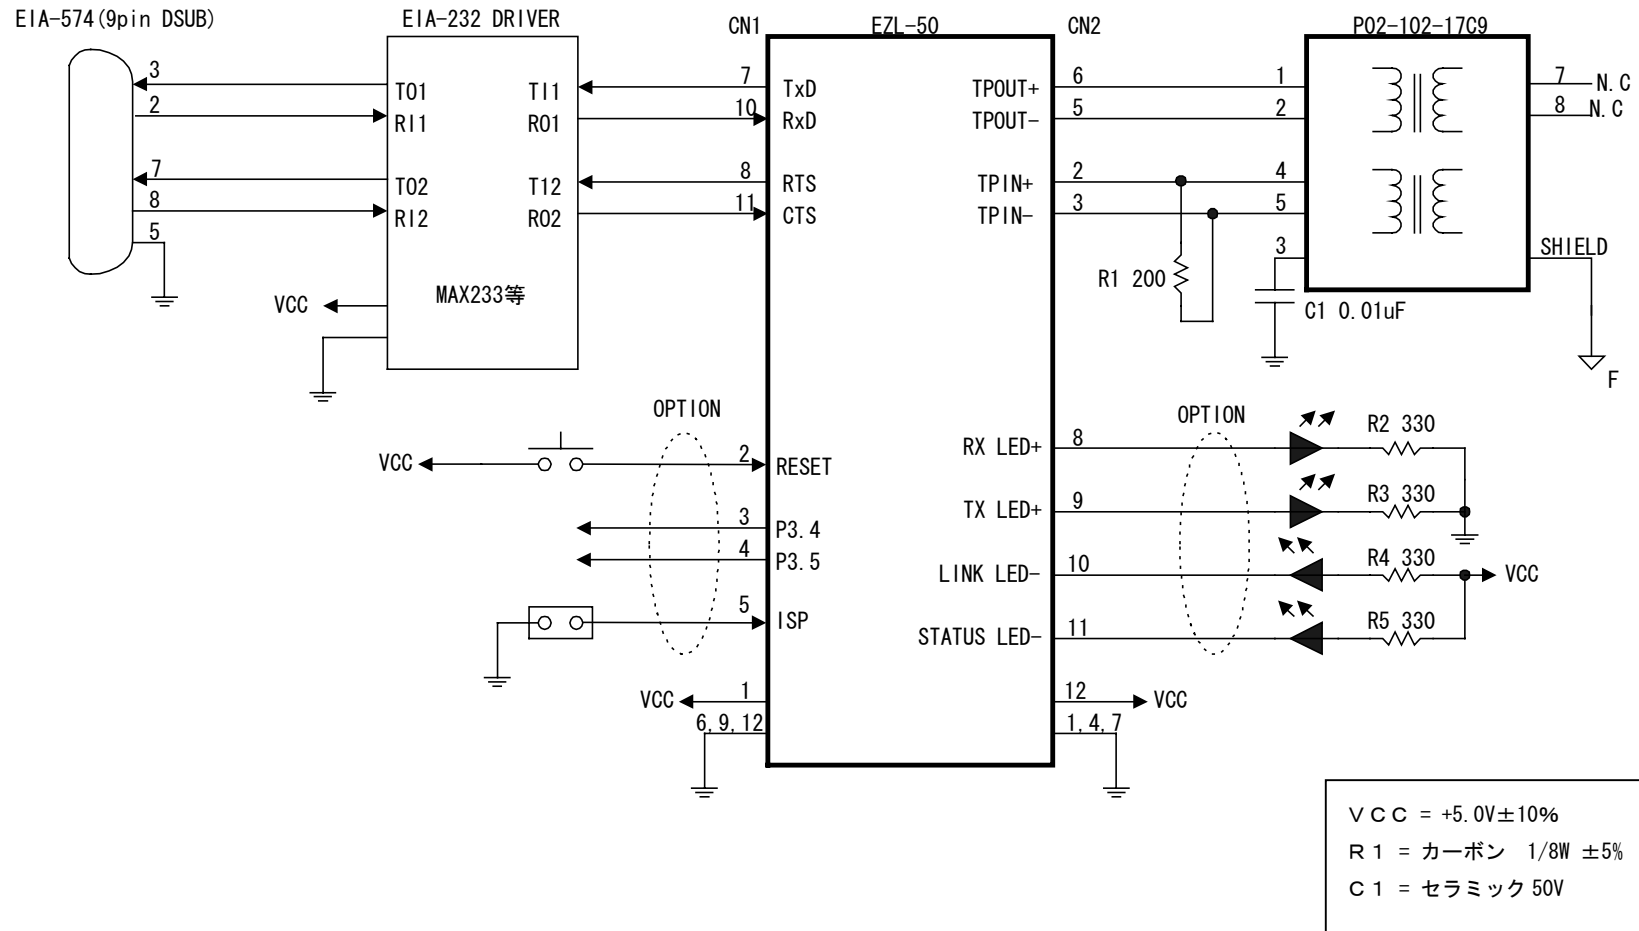 EIA-574(9pin DSUB)
EIA-232 DRIVER
CN1
EZL-50
CN2
P02-102-17C9
3
2
7
8
5
TO1
RI1
TO2
RI2
TI1
RO1
T12
RO2
MAX233等
VCC
7
10
8
11
TxD
RxD
RTS
CTS
TPOUT+
TPOUT-
TPIN+
TPIN-
6
5
2
3
1
2
4
5
3
7
8
N.C
N.C
SHIELD
F
R1 200
C1 0.01uF
OPTION
VCC
2
RESET
3
P3.4
4
P3.5
5
ISP
VCC
1
6,9,12
OPTION
RX LED+
8
R2 330
TX LED+
9
R3 330
LINK LED-
10
R4 330
VCC
STATUS LED-
11
R5 330
12
VCC
1,4,7
ＶＣＣ = +5.0V±10%
Ｒ１ = カーボン 1/8W ±5%
Ｃ１ = セラミック 50V